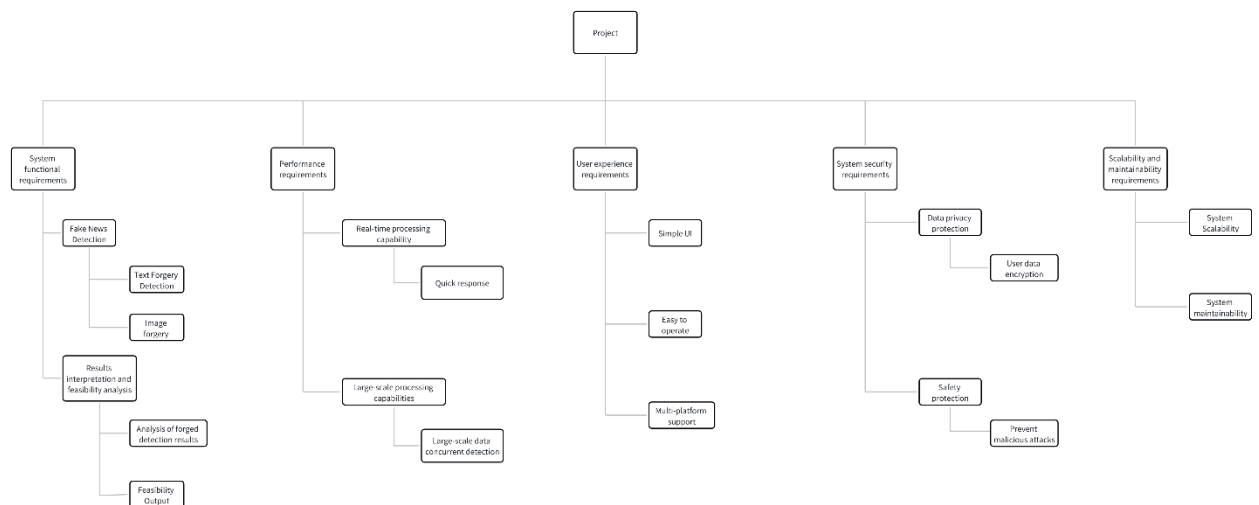 Project
System
functional
requirements
Performance
requirements
User experience
requirements
System security
requirements
Scalability and
maintainability
requirements
Fake News
Detection
Text Forgery
Detection
Image
forgery
Results
interpretation and
feasibility analysis
Analysis of forged
detection results
Feasibility
Output
Real-time processing
capability
Quick response
Large-scale processing
capabilities
Large-scale data
concurrent detection
Simple UI
Easy to
operate
Multi-platform
support
Data privacy
protection
User data
encryption
Safety
protection
Prevent
malicious attacks
System
Scalability
System
maintainability